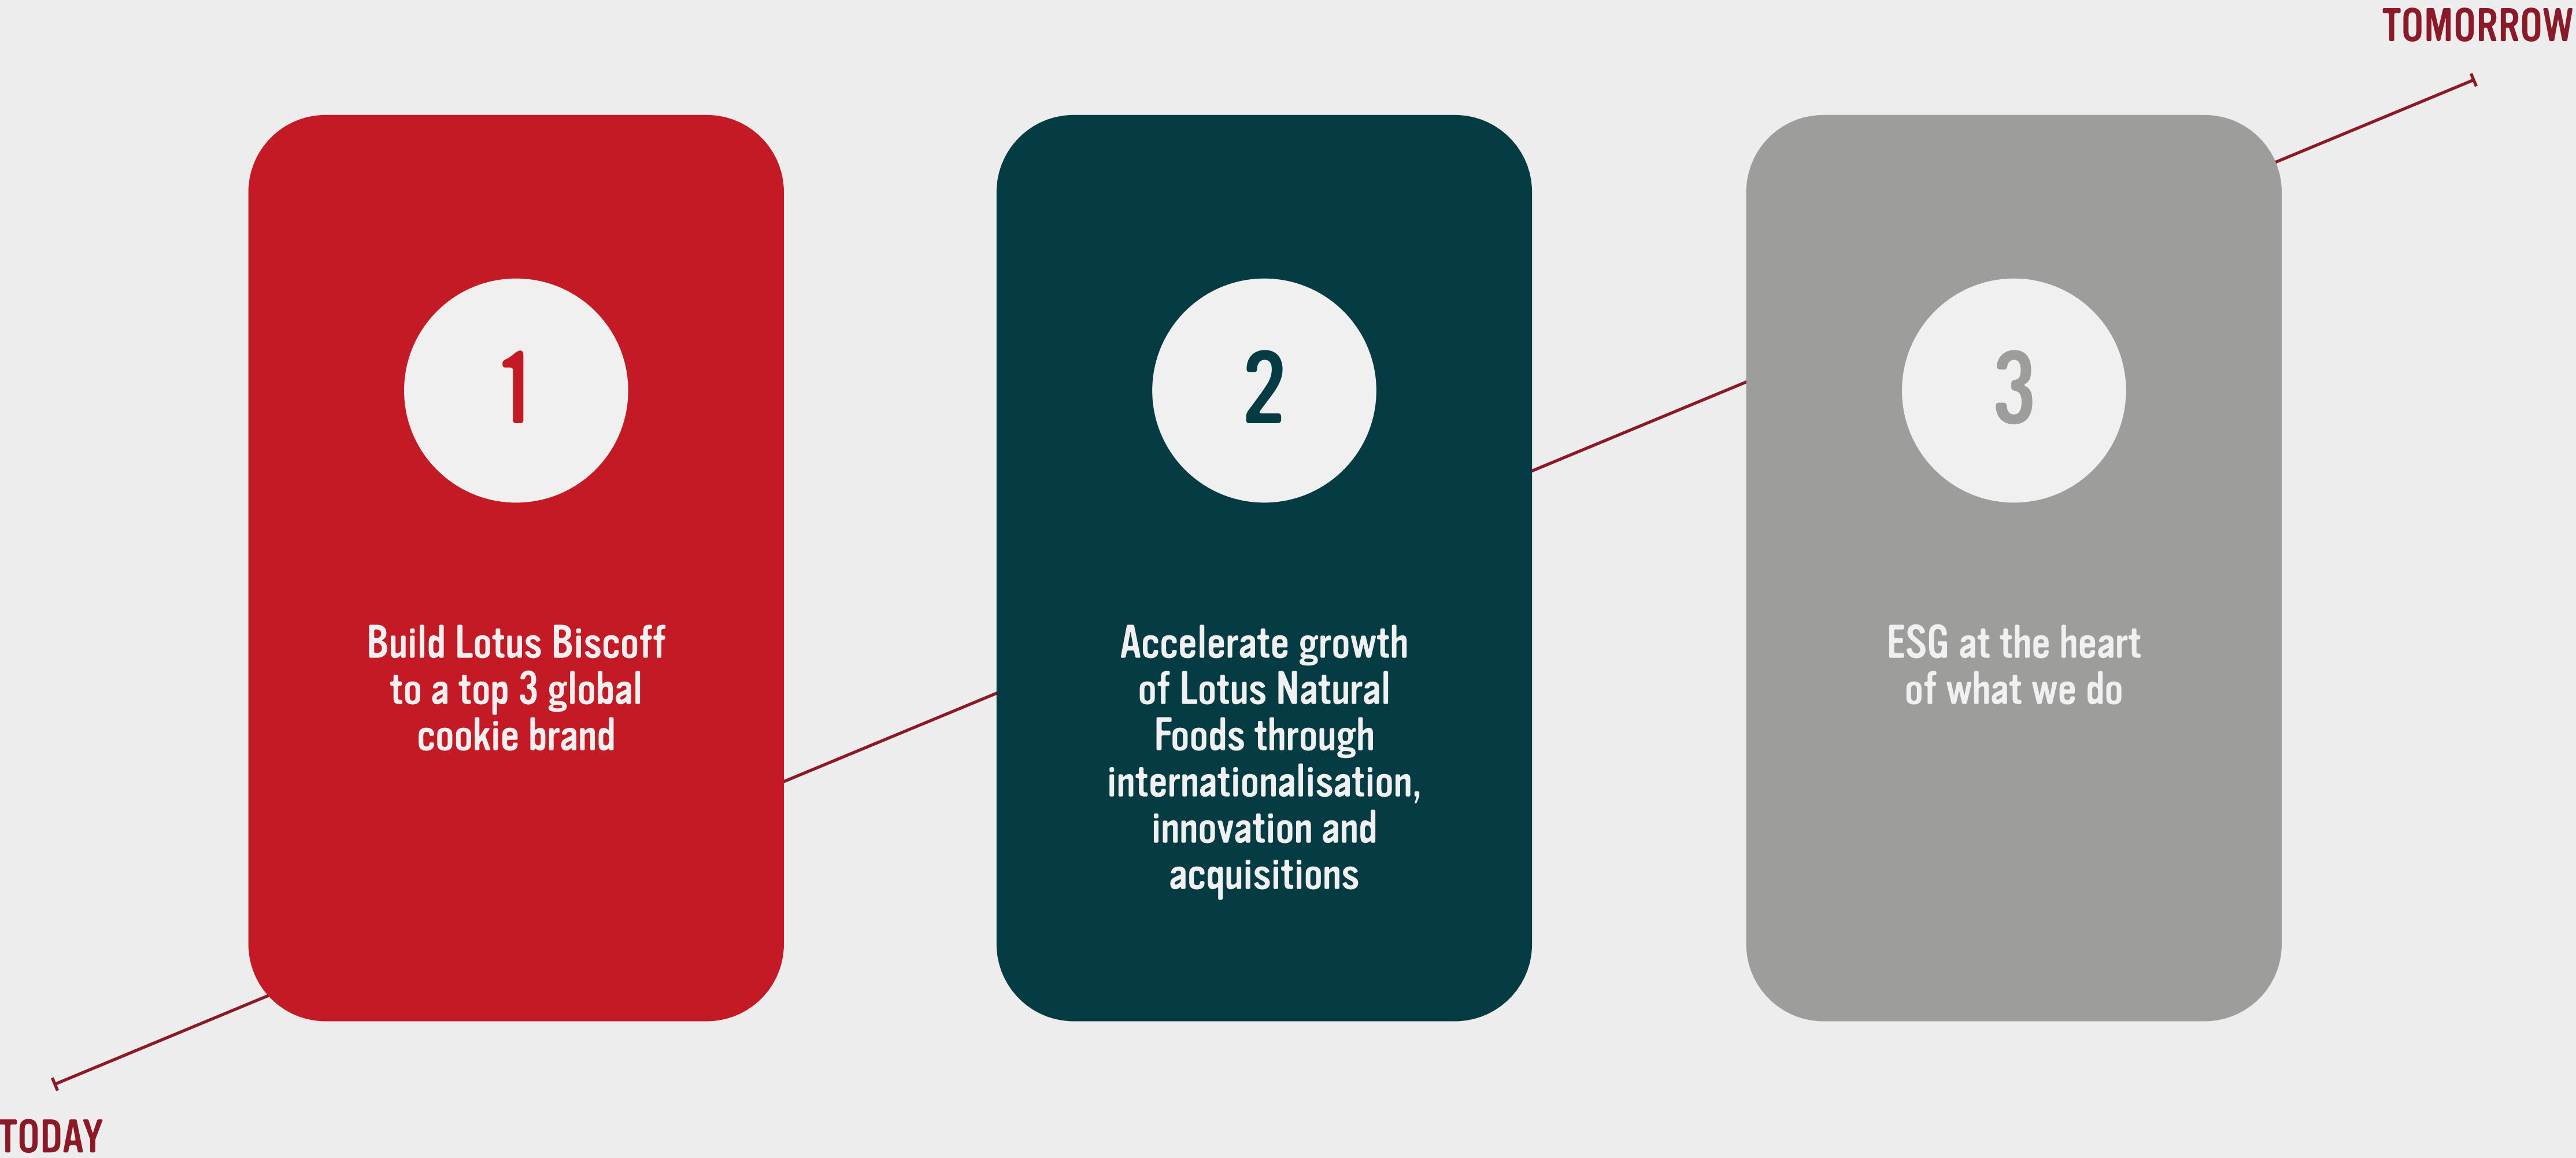 TOMORROW
1
Build Lotus Biscoff
to a top 3 global
cookie brand
2
Accelerate growth
of Lotus Natural
Foods through
internationalisation,
innovation and
acquisitions
3
ESG at the heart
of what we do
TODAY